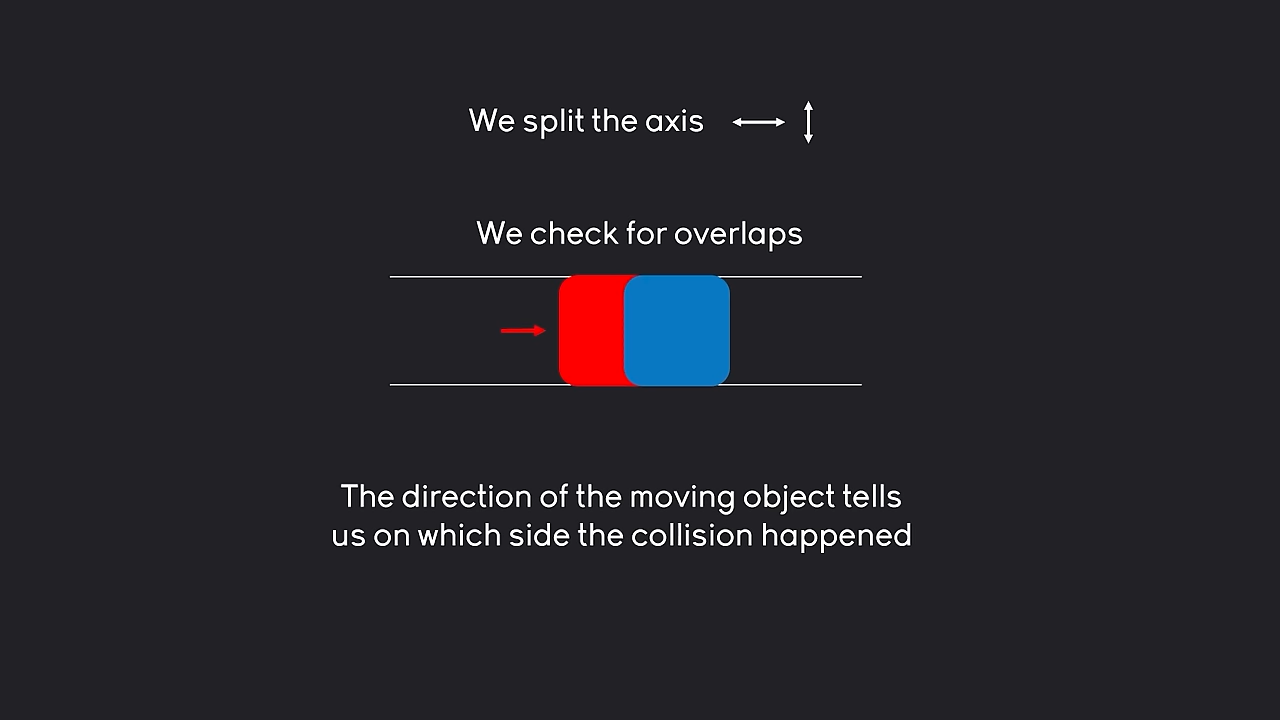 We split the axis
We check for overlaps
The direction of the moving object tells
us on which side the collision happened